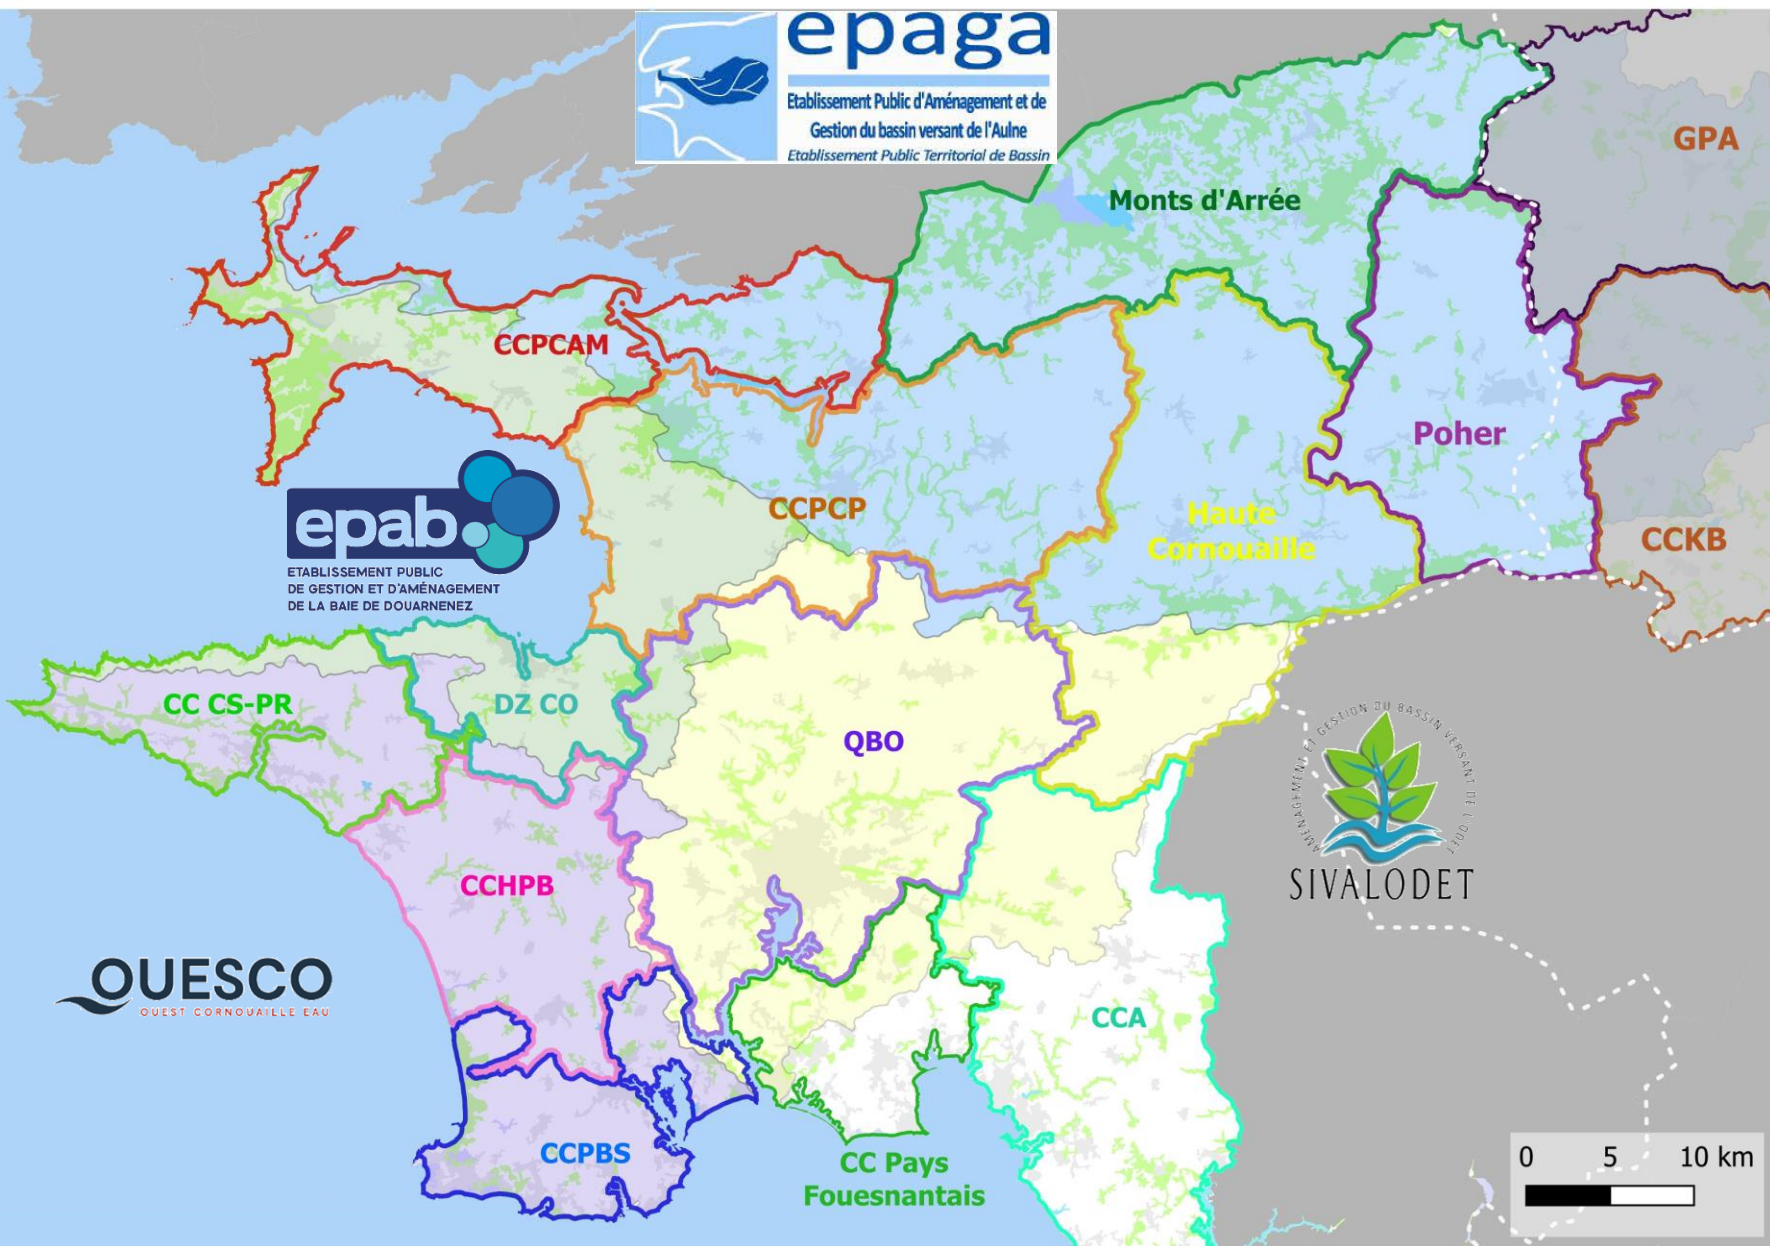 epaga
Etablissement Public d'Aménagement et de
Gestion du bassin versant de l'Aulne
Etablissement Public Territorial de Bassin
GPA
Monts d'Arrée
CCPCAM
Poher
CCPCP
Haute
Cornouaille
CCKB
epab
ETABLISSEMENT PUBLIC
DE GESTION ET D'AMÉNAGEMENT
DE LA BAIE DE DOUARNENEZ
CC CS-PR
DZ CO
QBO
AMENAGEMENT ET GESTION DU BASSIN VERSANT DE L'ODET
SIVALODET
CCHPB
OUESCO
OUEST CORNOUAILLE EAU
CCA
CCPBS
CC Pays
Fouesnantais
0 5 10 km